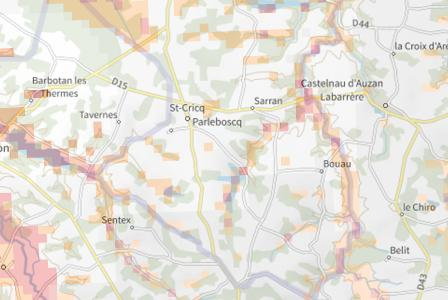 D44
la Croix d'Ar
Barbotan les
Thermes
D15
Castelnau d'Auzan
Labarrère
St-Cricq
Sarran
Tavernes
Parleboscq
on
Bouau
le Chiro
Sentex
Belit
D43